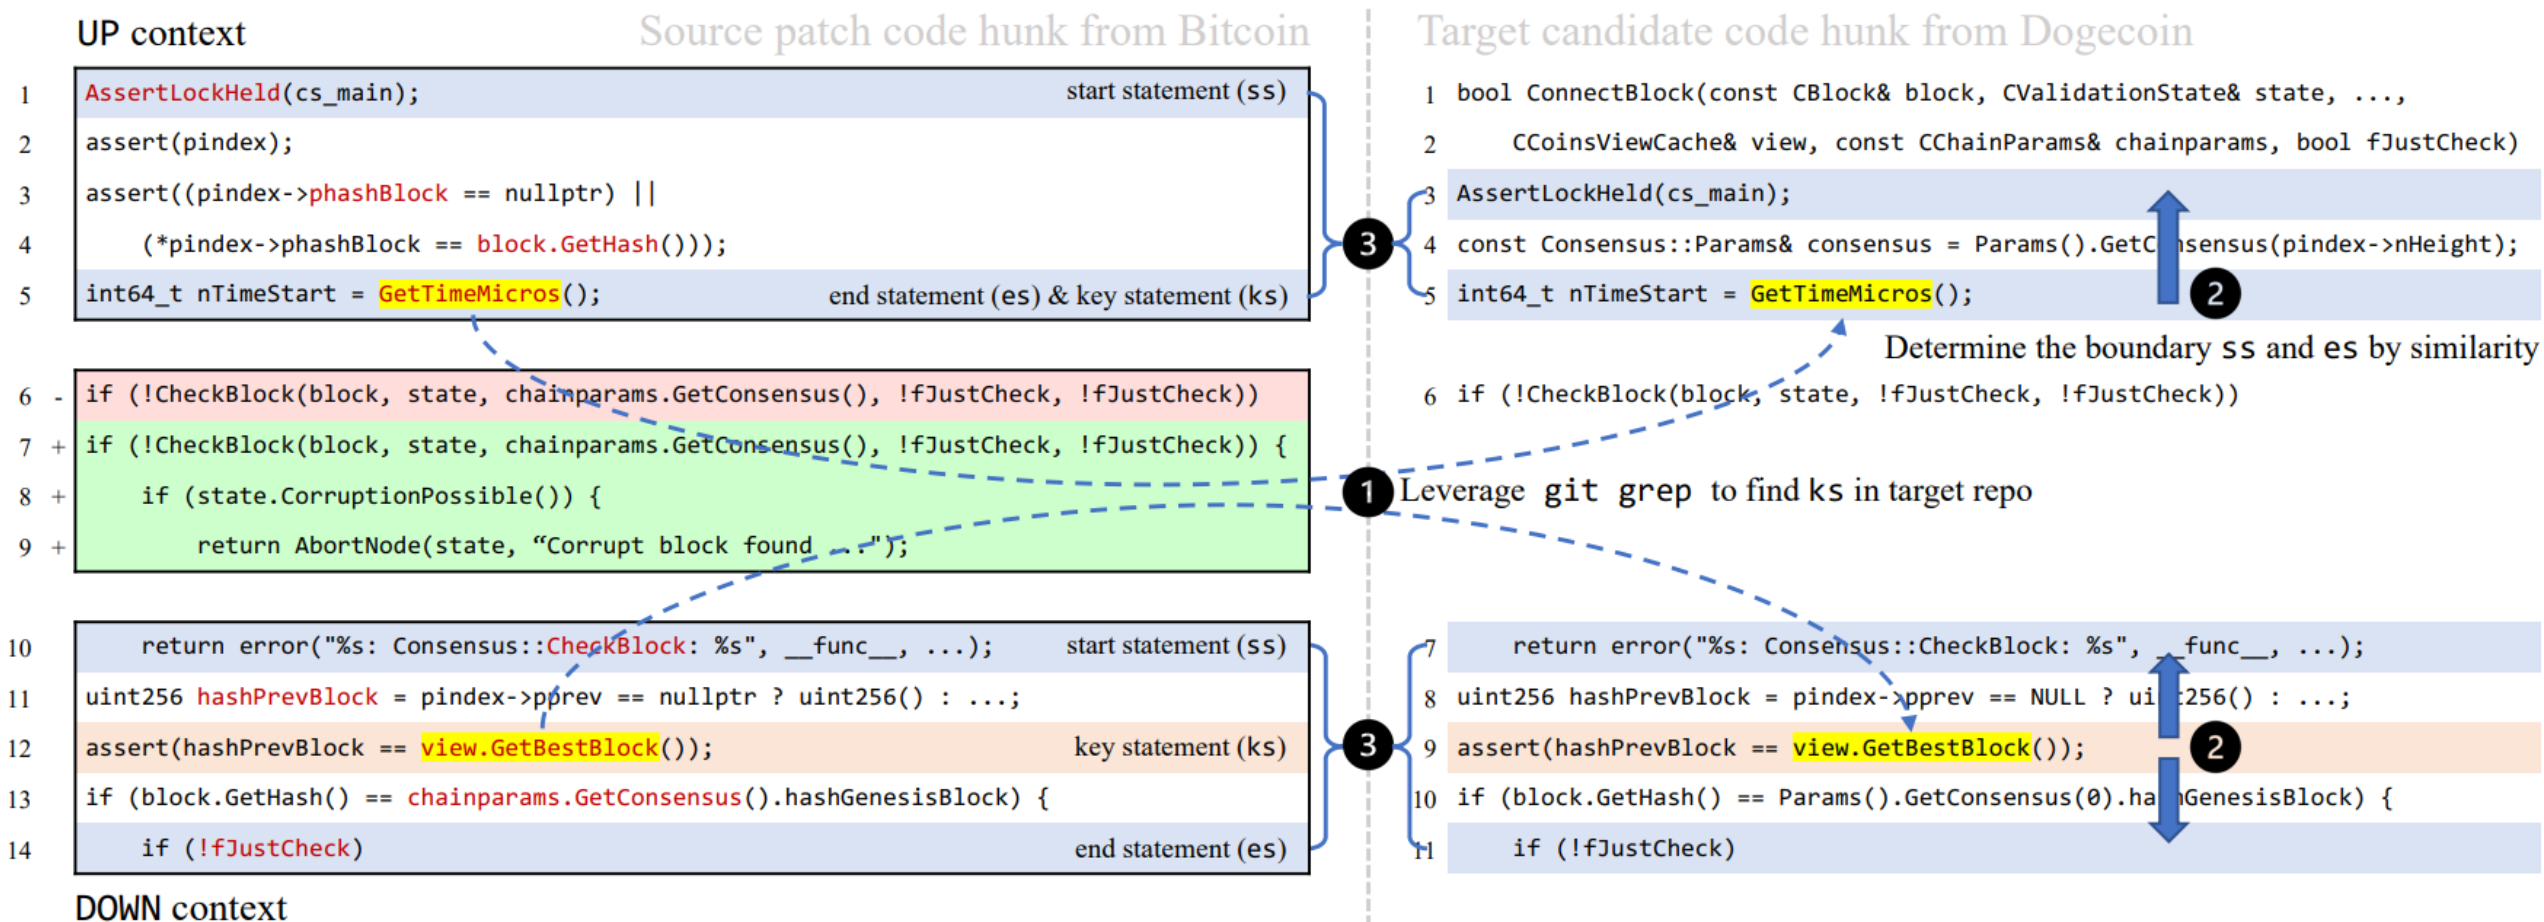 UP context
Source patch code hunk from Bitcoin
1 AssertLockHeld(cs_main); start statement (ss)
2 assert(pindex);
3 assert((pindex->phashBlock == nullptr) ||
4 (*pindex->phashBlock == block.GetHash()));
5 int64_t nTimeStart = GetTimeMicros(); end statement (es) & key statement (ks)
6 - if (!CheckBlock(block, state, chainparams.GetConsensus(), !fJustCheck, !fJustCheck))
7 + if (!CheckBlock(block, state, chainparams.GetConsensus(), !fJustCheck, !fJustCheck)) {
8 + if (state.CorruptionPossible()) {
9 + return AbortNode(state, “Corrupt block found ...");
10 return error("%s: Consensus::CheckBlock: %s", __func__, ...); start statement (ss)
11 uint256 hashPrevBlock = pindex->pprev == nullptr ? uint256() : ...;
12 assert(hashPrevBlock == view.GetBestBlock()); key statement (ks)
13 if (block.GetHash() == chainparams.GetConsensus().hashGenesisBlock) {
14 if (!fJustCheck) end statement (es)
DOWN context
3
1 Leverage git grep to find ks in target repo
3
Target candidate code hunk from Dogecoin
1 bool ConnectBlock(const CBlock& block, CValidationState& state, ...,
2 CCoinsViewCache& view, const CChainParams& chainparams, bool fJustCheck)
3 AssertLockHeld(cs_main);
4 const Consensus::Params& consensus = Params().GetConsensus(pindex->nHeight);
5 int64_t nTimeStart = GetTimeMicros();
2
Determine the boundary ss and es by similarity
6 if (!CheckBlock(block, state, !fJustCheck, !fJustCheck))
7 return error("%s: Consensus::CheckBlock: %s", __func__, ...);
8 uint256 hashPrevBlock = pindex->pprev == NULL ? uint256() : ...;
9 assert(hashPrevBlock == view.GetBestBlock());
2
10 if (block.GetHash() == Params().GetConsensus(0).hashGenesisBlock) {
11 if (!fJustCheck)